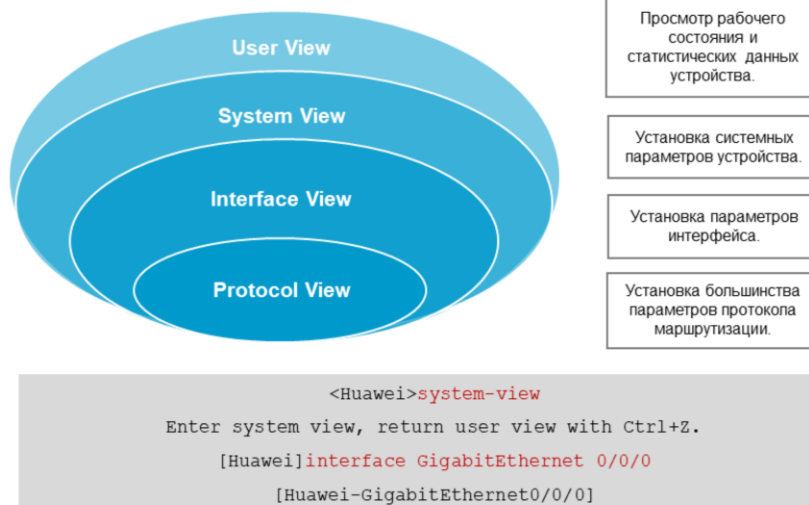 User View
System View
Interface View
Protocol View
Просмотр рабочего
состояния и
статистических данных
устройства.
Установка системных
параметров устройства.
Установка параметров
интерфейса.
Установка большинства
параметров протокола
маршрутизации.
<Huawei>system-view
Enter system view, return user view with Ctrl+Z.
[Huawei]interface GigabitEthernet 0/0/0
[Huawei-GigabitEthernet0/0/0]